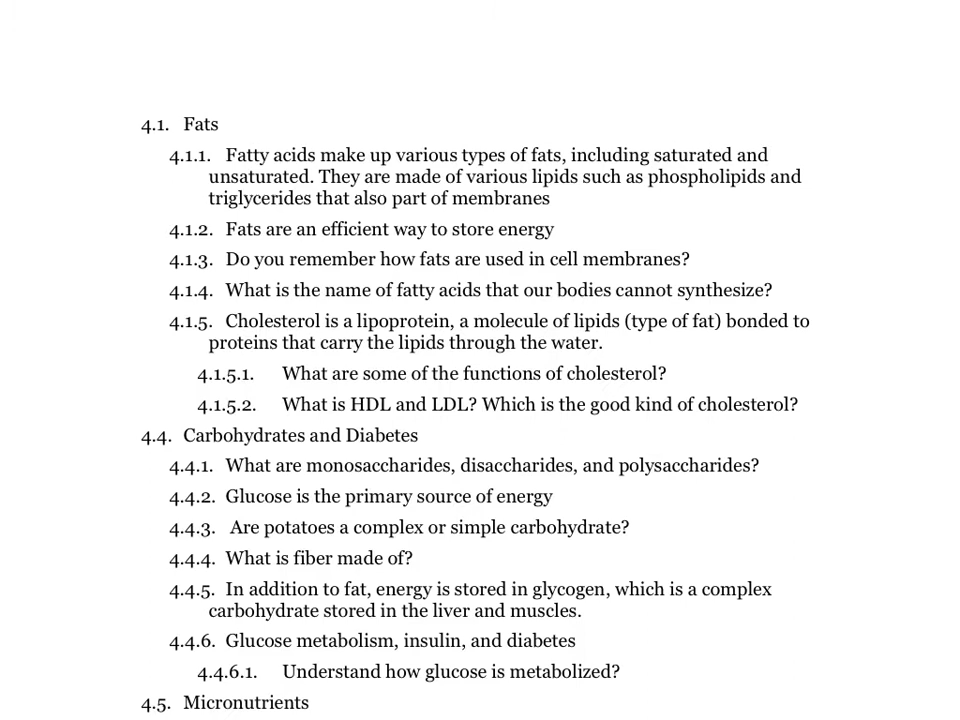 4.1. Fats
4.1.1. Fatty acids make up various types of fats, including saturated and
unsaturated. They are made of various lipids such as phospholipids and
triglycerides that also part of membranes
4.1.2. Fats are an efficient way to store energy
4.1.3. Do you remember how fats are used in cell membranes?
4.1.4. What is the name of fatty acids that our bodies cannot synthesize?
4.1.5. Cholesterol is a lipoprotein, a molecule of lipids (type of fat) bonded to
proteins that carry the lipids through the water.
4.1.5.1. What are some of the functions of cholesterol?
4.1.5.2. What is HDL and LDL? Which is the good kind of cholesterol?
4.4. Carbohydrates and Diabetes
4.4.1. What are monosaccharides, disaccharides, and polysaccharides?
4.4.2. Glucose is the primary source of energy
4.4.3. Are potatoes a complex or simple carbohydrate?
4.4.4. What is fiber made of?
4.4.5. In addition to fat, energy is stored in glycogen, which is a complex
carbohydrate stored in the liver and muscles.
4.4.6. Glucose metabolism, insulin, and diabetes
4.4.6.1. Understand how glucose is metabolized?
4.5. Micronutrients